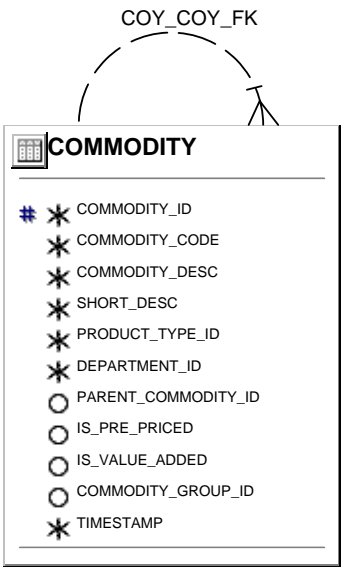 COY_COY_FK
COMMODITY
# * COMMODITY_ID
* COMMODITY_CODE
* COMMODITY_DESC
* SHORT_DESC
* PRODUCT_TYPE_ID
* DEPARTMENT_ID
PARENT_COMMODITY_ID
IS_PRE_PRICED
IS_VALUE_ADDED
COMMODITY_GROUP_ID
* TIMESTAMP